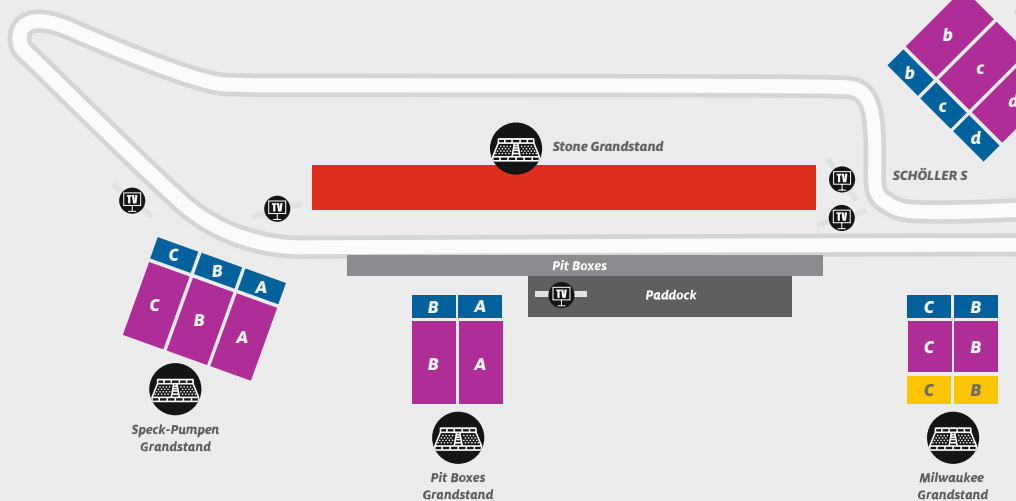 b
c
d
b
c
d
Stone Grandstand
SCHÖLLER S
TV
TV
TV
TV
Pit Boxes
TV
Paddock
C
B
A
C
B
A
B
A
B
A
C
B
C
B
C
B
Speck-Pumpen
Grandstand
Pit Boxes
Grandstand
Milwaukee
Grandstand